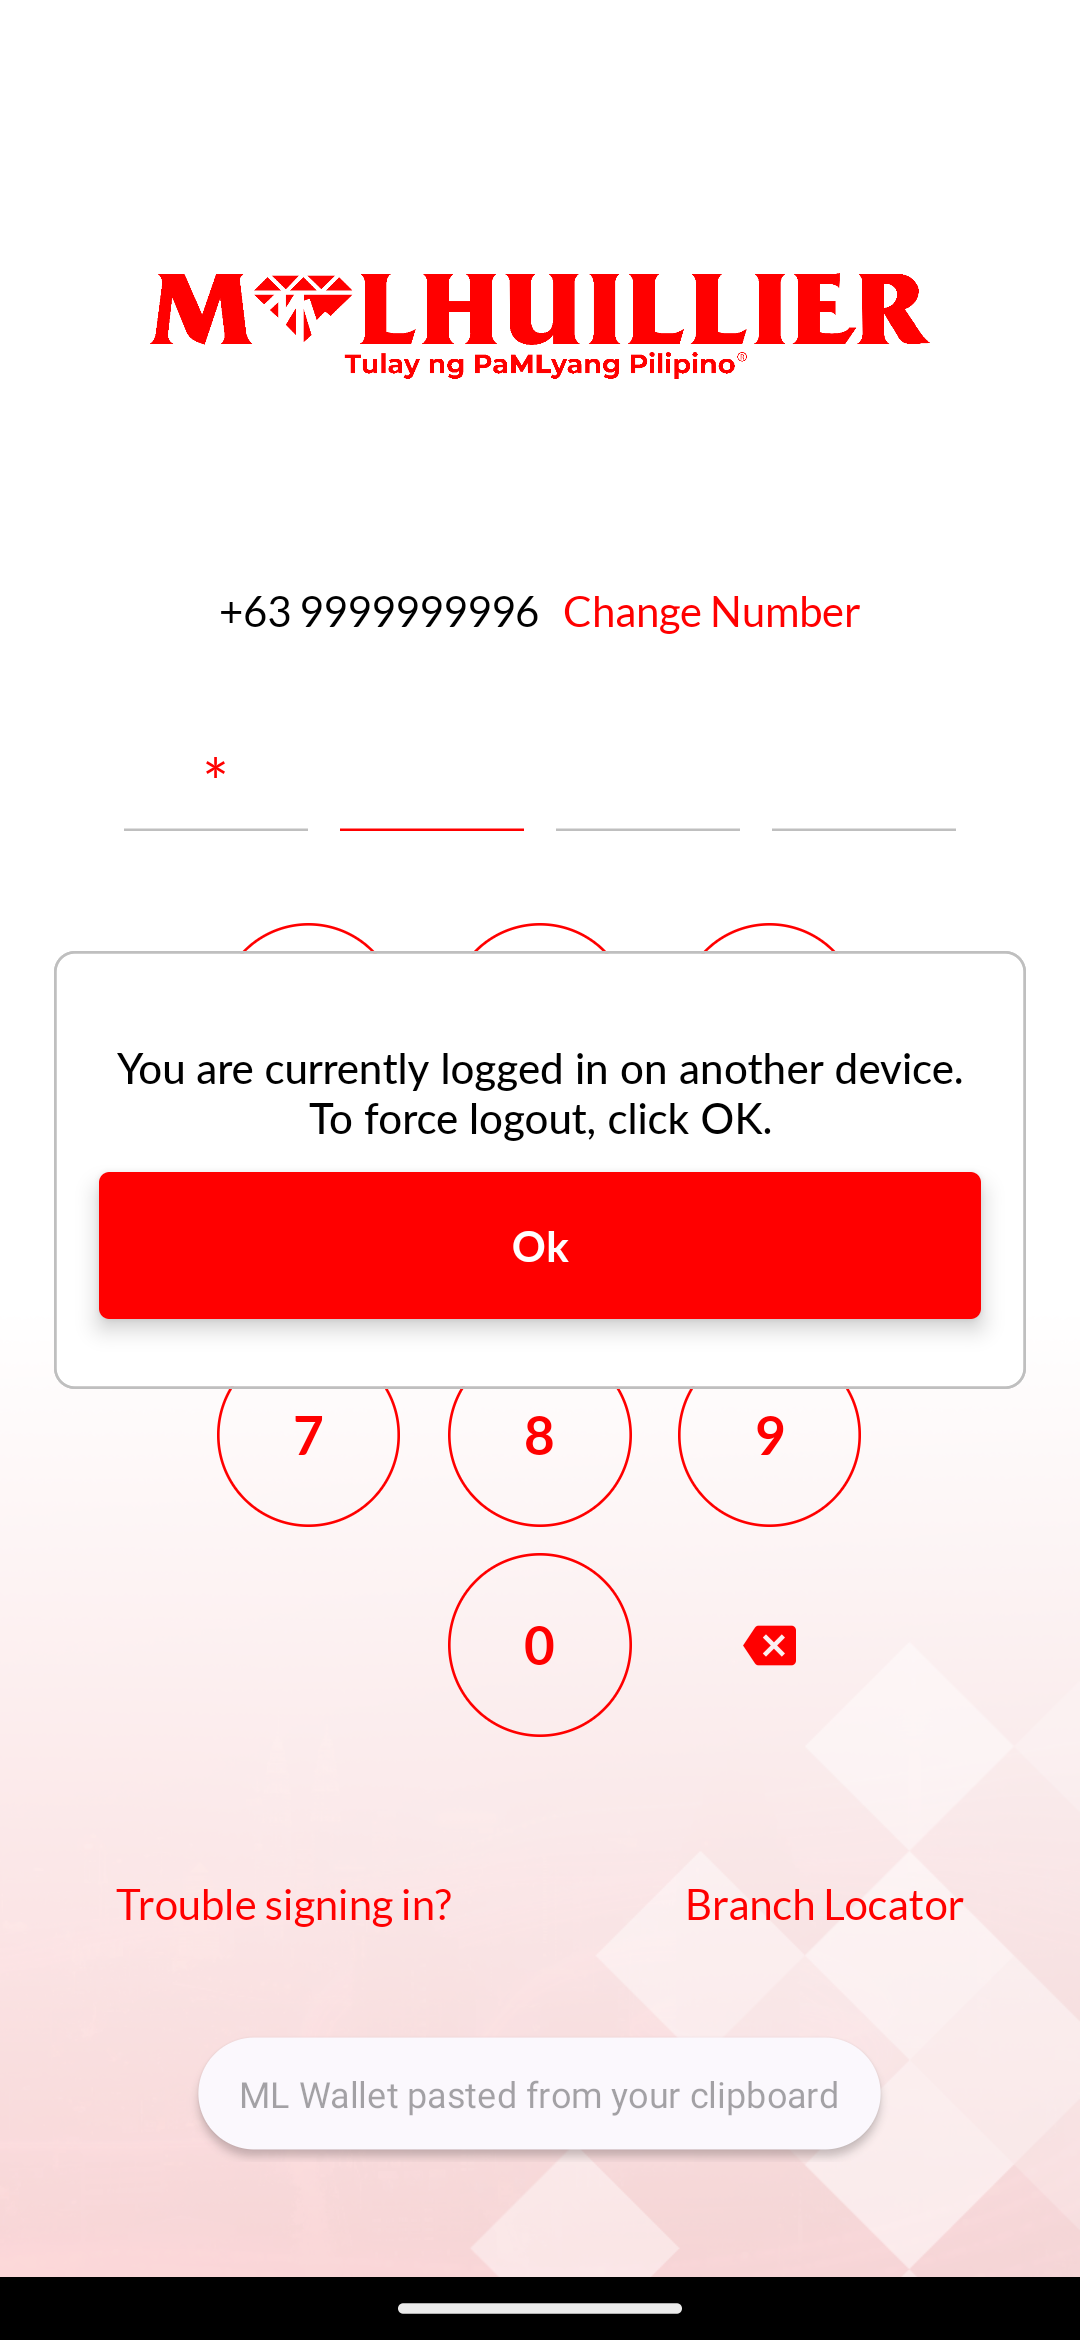 M LHUILLIER
Tulay ng PaMLyang Pilipino®
+63 9999999996 Change Number
*
You are currently logged in on another device.
To force logout, click OK.
Ok
7 8 9
0
Trouble signing in? Branch Locator
ML Wallet pasted from your clipboard